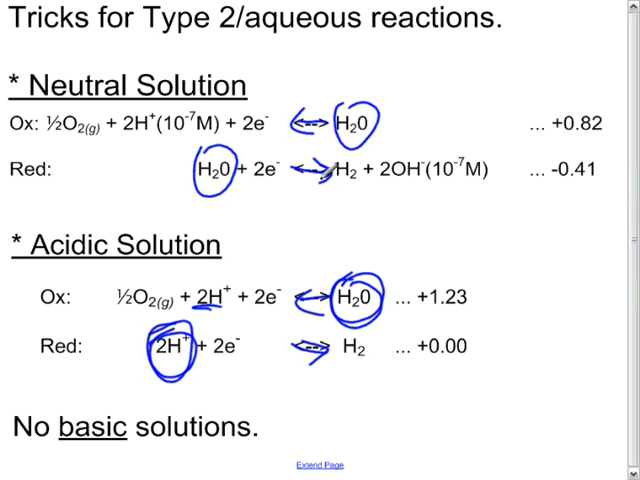 Tricks for Type 2/aqueous reactions.
* Neutral Solution
Ox: ½O₂(g) + 2H⁺(10⁻⁷M) + 2e⁻ <--> H₂0 ... +0.82
Red: H₂0 + 2e⁻ <--> H₂ + 2OH⁻(10⁻⁷M) ... -0.41
* Acidic Solution
Ox: ½O₂(g) + 2H⁺ + 2e⁻ <--> H₂0 ... +1.23
Red: 2H⁺ + 2e⁻ <--> H₂ ... +0.00
No basic solutions.
Extend Page